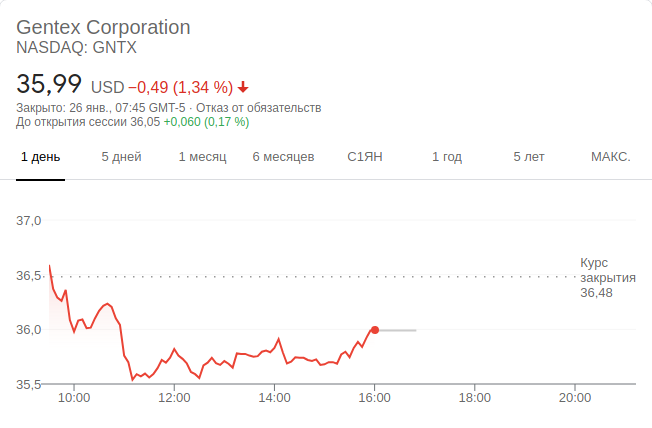 Gentex Corporation
NASDAQ: GNTX
35,99 USD −0,49 (1,34 %)
Закрыто: 26 янв., 07:45 GMT-5 · Отказ от обязательств
До открытия сессии 36,05 +0,060 (0,17 %)
1 день 5 дней 1 месяц 6 месяцев С1ЯН 1 год 5 лет МАКС.
37,0
36,5
Курс
закрытия
36,48
36,0
35,5
10:00 12:00 14:00 16:00 18:00 20:00